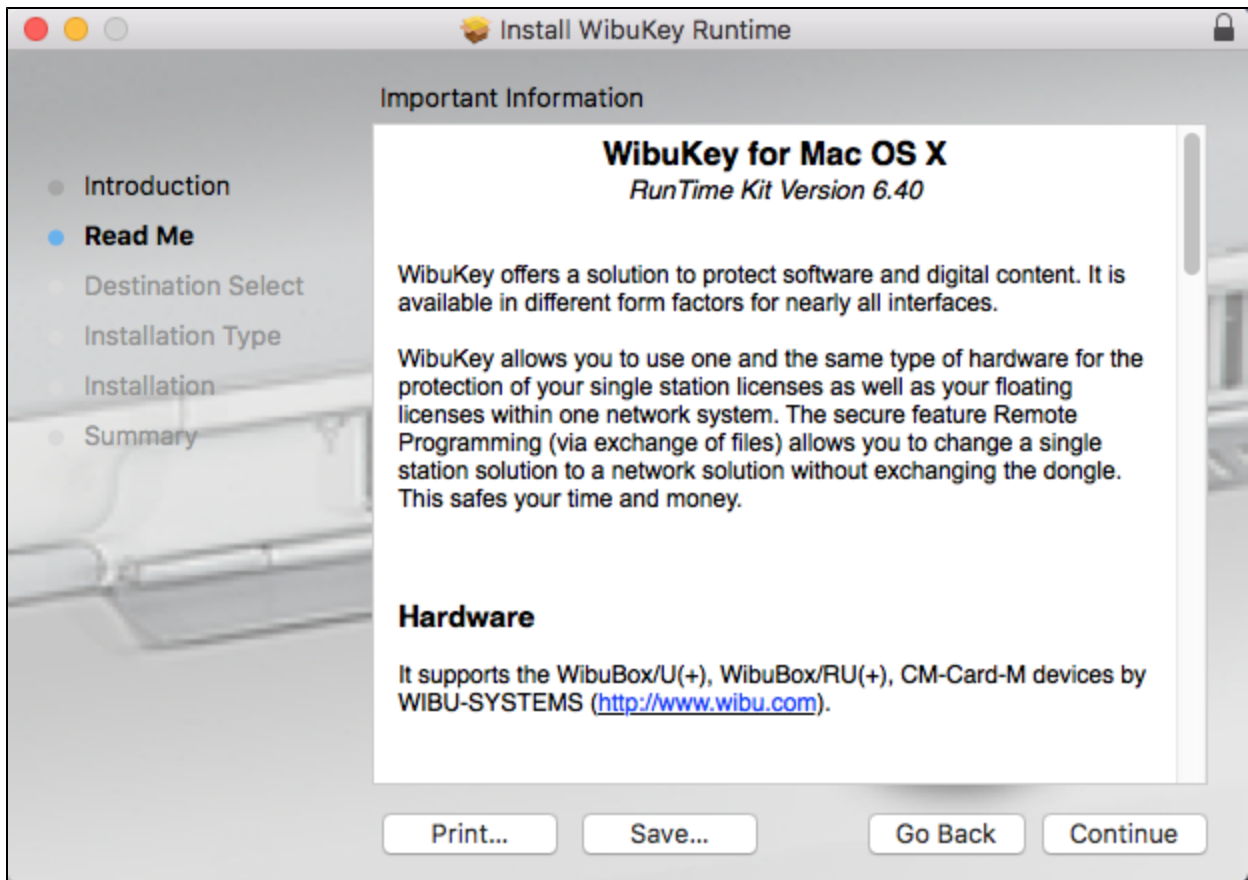 Install WibuKey Runtime
Important Information
Introduction
Read Me
Destination Select
Installation Type
Installation
Summary
WibuKey for Mac OS X
RunTime Kit Version 6.40
WibuKey offers a solution to protect software and digital content. It is
available in different form factors for nearly all interfaces.
WibuKey allows you to use one and the same type of hardware for the
protection of your single station licenses as well as your floating
licenses within one network system. The secure feature Remote
Programming (via exchange of files) allows you to change a single
station solution to a network solution without exchanging the dongle.
This safes your time and money.
Hardware
It supports the WibuBox/U(+), WibuBox/RU(+), CM-Card-M devices by
WIBU-SYSTEMS (http://www.wibu.com).
Print...
Save...
Go Back
Continue